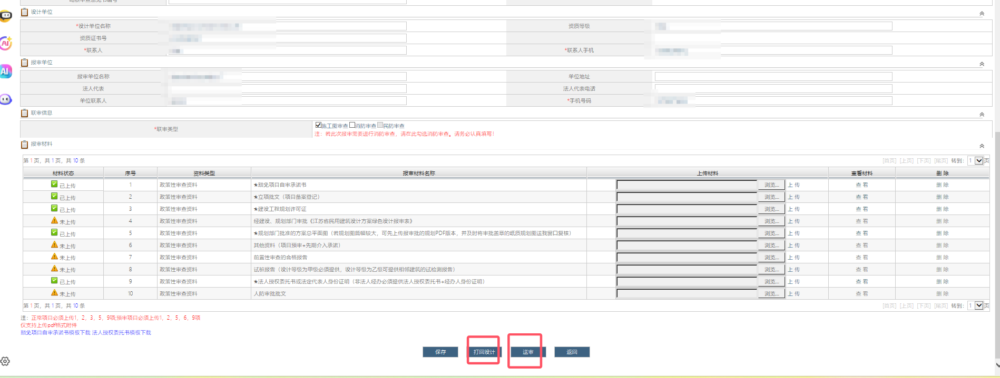 设计单位
*设计单位名称 资质等级
资质证书号
*联系人 *联系人手机
报审单位
报审单位名称 单位地址
法人代表 法人代表电话
单位联系人 *手机号码
联审信息
*联审类型 施工图审查 消防审查 民防审查
注：若此次报审需要进行消防审查，请在此勾选消防审查。请务必认真填写！
报审材料
第 1 页，共 1 页，共 10 条 [首页] [上页] [下页] [尾页] 转到： 1 页
材料状态 序号 资料类型 报审材料名称 上传材料 查看材料 删 除
已上传 1 政策性审查资料 ★豁免项目自审承诺书 浏览... 上 传 查 看 删 除
已上传 2 政策性审查资料 ★立项批文（项目备案登记） 浏览... 上 传 查 看 删 除
已上传 3 政策性审查资料 ★建设工程规划许可证 浏览... 上 传 查 看 删 除
未上传 4 政策性审查资料 经建设、规划部门审批《江苏省民用建筑设计方案绿色设计报审表》 浏览... 上 传 查 看 删 除
已上传 5 政策性审查资料 ★规划部门批准的方案总平面图（若规划图篇幅较大，可先上传报审批的规划PDF版本，并及时将审批盖章的纸质规划图送我窗口复核） 浏览... 上 传 查 看 删 除
未上传 6 政策性审查资料 其他资料（项目预审+先期介入承诺） 浏览... 上 传 查 看 删 除
未上传 7 政策性审查资料 前置性审查的合格报告 浏览... 上 传 查 看 删 除
未上传 8 政策性审查资料 试桩报告（设计等级为甲级必须提供，设计等级为乙级可提供相邻建筑的试检测报告） 浏览... 上 传 查 看 删 除
已上传 9 政策性审查资料 ★法人授权委托书或法定代表人身份证明（非法人经办必须提供法人授权委托书+经办人身份证明） 浏览... 上 传 查 看 删 除
未上传 10 政策性审查资料 人防审批批文 浏览... 上 传 查 看 删 除
第 1 页，共 1 页，共 10 条 [首页] [上页] [下页] [尾页] 转到： 1 页
注：正常项目必须上传1，2，3，5，9项;预审项目必须上传1，2，5，6，9项
仅支持上传pdf格式附件
豁免项目自审承诺书模板下载 法人授权委托书模板下载
保存 打回设计 送审 返回
AI
AI